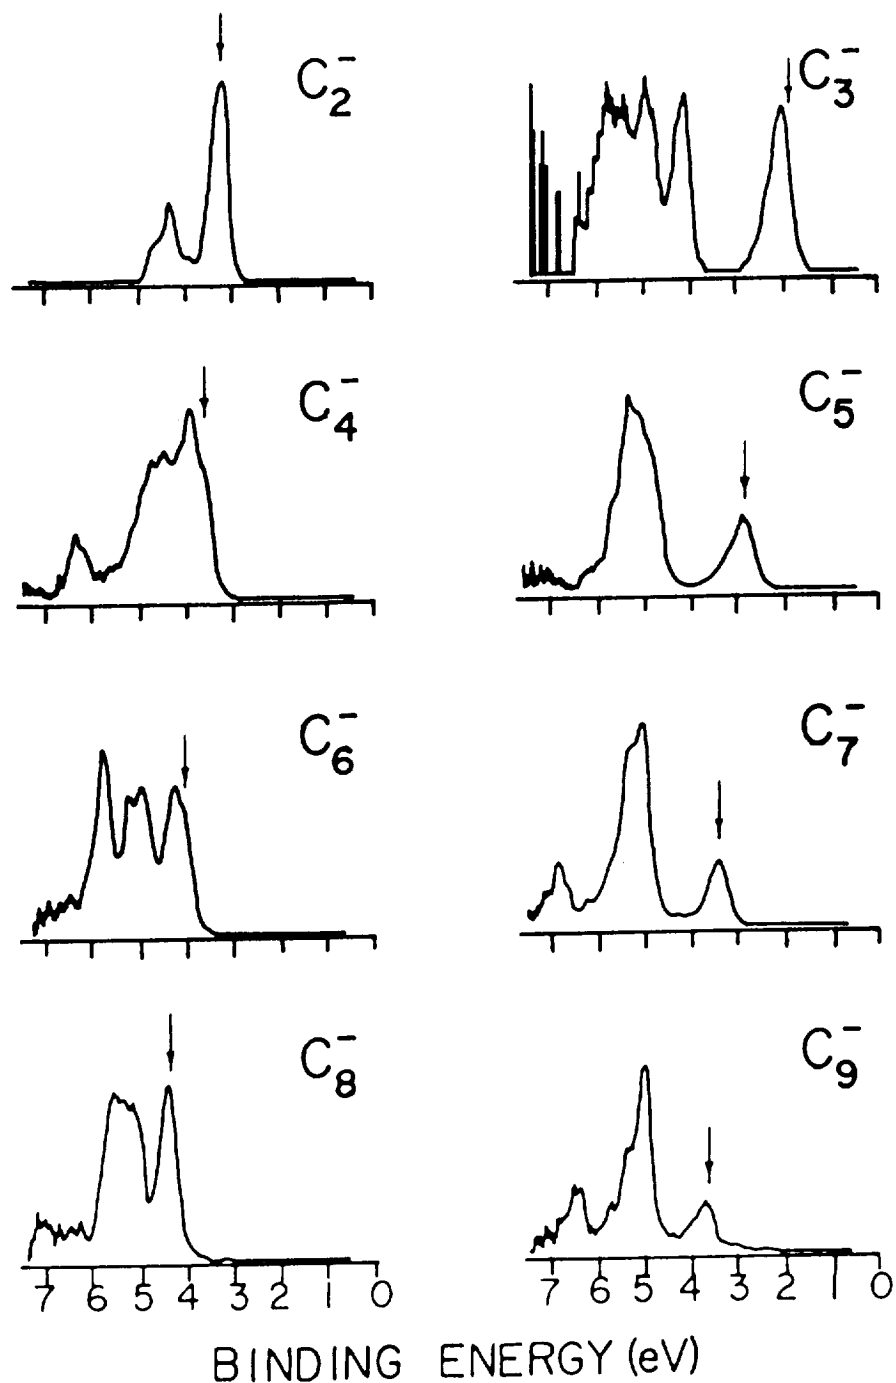 C₂⁻
C₃⁻
C₄⁻
C₅⁻
C₆⁻
C₇⁻
C₈⁻
C₉⁻
7 6 5 4 3 2 1 0
7 6 5 4 3 2 1 0
BINDING ENERGY (eV)